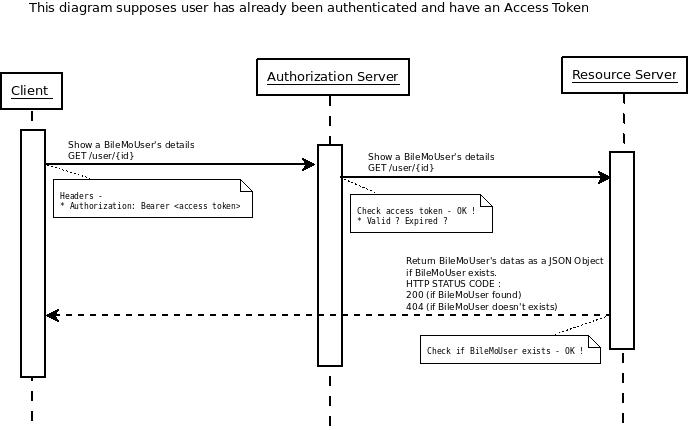 This diagram supposes user has already been authenticated and have an Access Token
Client
Authorization Server
Resource Server
Show a BileMoUser's details
GET /user/{id}
Show a BileMoUser's details
GET /user/{id}
Headers -
* Authorization: Bearer <access token>
Check access token - OK !
* Valid ? Expired ?
Return BileMoUser's datas as a JSON Object
if BileMoUser exists.
HTTP STATUS CODE :
200 (if BileMoUser found)
404 (if BileMoUser doesn't exists)
Check if BileMoUser exists - OK !